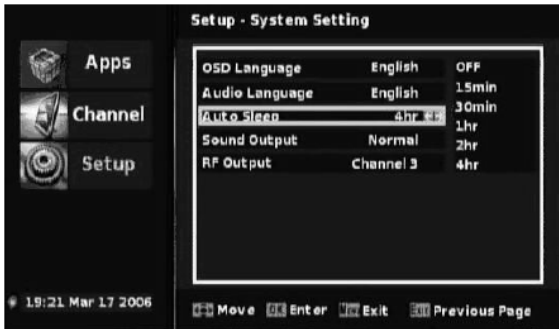 Setup - System Setting
Apps
Channel
Setup
OSD Language English
Audio Language English
Auto Sleep 4hr
Sound Output Normal
RF Output Channel 3
OFF
15min
30min
1hr
2hr
4hr
19:21 Mar 17 2006
Move OK Enter Exit Previous Page